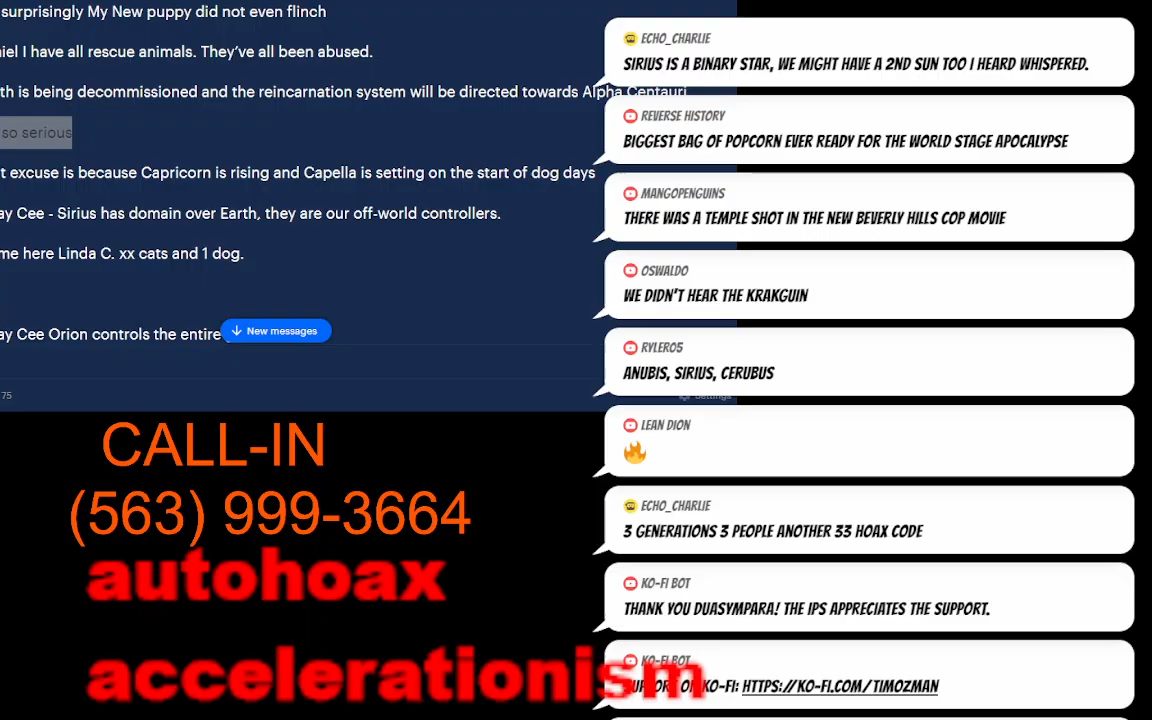 surprisingly My New puppy did not even flinch
iel I have all rescue animals. They've all been abused.
th is being decommissioned and the reincarnation system will be directed towards Alpha Centauri
so serious
t excuse is because Capricorn is rising and Capella is setting on the start of dog days
ay Cee - Sirius has domain over Earth, they are our off-world controllers.
me here Linda C. xx cats and 1 dog.
ay Cee Orion controls the entire
New messages
75
Settings
CALL-IN
(563) 999-3664
autohoax
accelerationism
ECHO_CHARLIE
SIRIUS IS A BINARY STAR, WE MIGHT HAVE A 2ND SUN TOO I HEARD WHISPERED.
REVERSE HISTORY
BIGGEST BAG OF POPCORN EVER READY FOR THE WORLD STAGE APOCALYPSE
MANGOPENGUINS
THERE WAS A TEMPLE SHOT IN THE NEW BEVERLY HILLS COP MOVIE
OSWALDO
WE DIDN'T HEAR THE KRAKGUIN
RYLER05
ANUBIS, SIRIUS, CERUBUS
LEAN DION
🔥
ECHO_CHARLIE
3 GENERATIONS 3 PEOPLE ANOTHER 33 HOAX CODE
KO-FI BOT
THANK YOU DUASYMPARA! THE IPS APPRECIATES THE SUPPORT.
KO-FI BOT
SUPPORT ON KO-FI: HTTPS://KO-FI.COM/TIMOZMAN